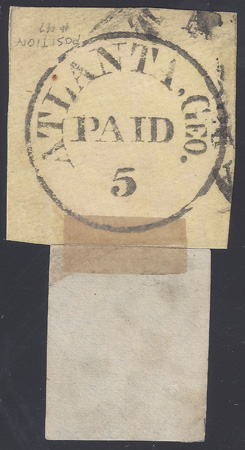 POSITION
#47
ATLANTA, GEO.
PAID
5